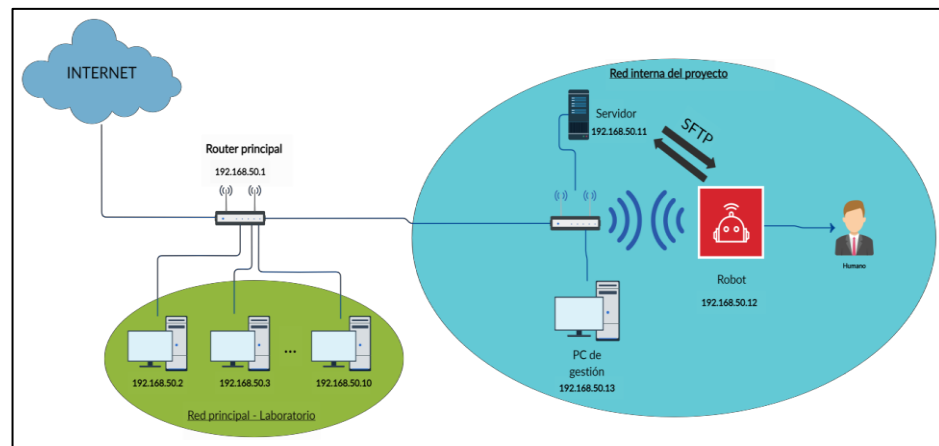 INTERNET
Red interna del proyecto
Servidor
192.168.50.11
SFTP
Router principal
192.168.50.1
Robot
192.168.50.12
Humano
PC de
gestión
192.168.50.13
192.168.50.2
192.168.50.3
...
192.168.50.10
Red principal - Laboratorio